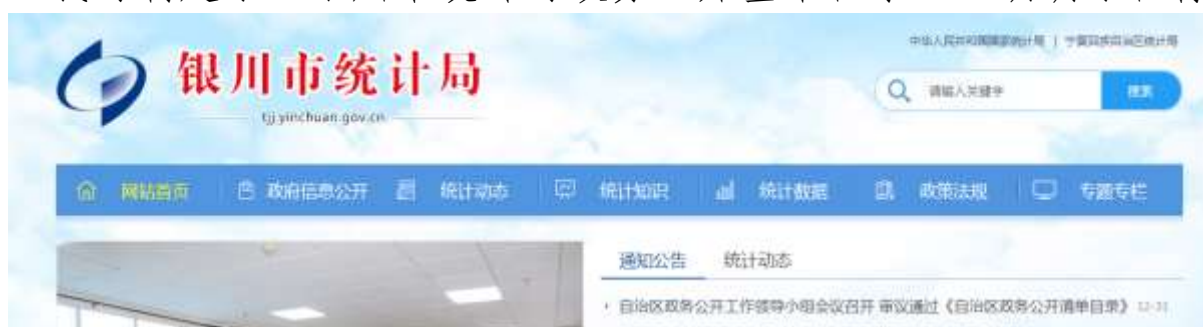 中华人民共和国国家统计局 | 宁夏回族自治区统计局
银川市统计局
tjj.yinchuan.gov.cn
请输入关键字 搜索
网站首页 政府信息公开 统计动态 统计知识 统计数据 政策法规 专题专栏
通知公告 统计动态
自治区政务公开工作领导小组会议召开 审议通过《自治区政务公开清单目录》 12-31